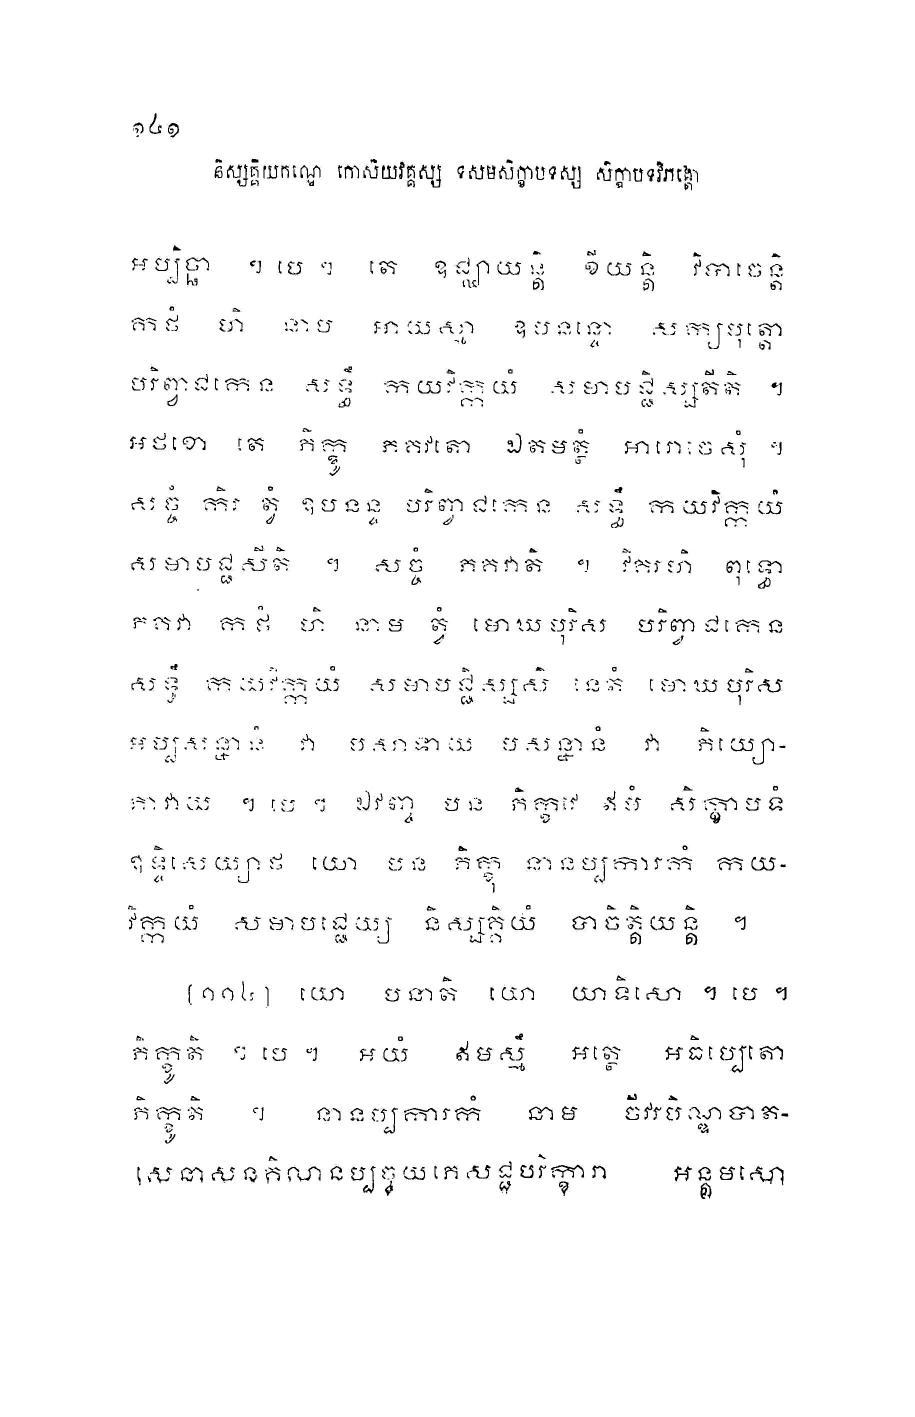 ១៤១
និស្សគ្គិយកណ្ឌេ កោសិយវគ្គស្ស ទសមសិក្ខាបទស្ស សិក្ខាបទវិភង្គោ
អប្បិច្ឆា ។ បេ ។ តេ ឧជ្ឈាយន្តិ ខីយន្តិ វិបាចេន្តិ
កថំ ហិ នាម អាយស្មា ឧបនន្ទោ សក្យបុត្តោ
បរិព្វាជកេន សទ្ធឹ កយវិក្កយំ សមាបជ្ជិស្សតីតិ ។
អថខោ តេ ភិក្ខូ ភគវតោ ឯតមត្ថំ អារោចេសុំ ។
សច្ចំ កិរ ត្វំ ឧបនន្ទ បរិព្វាជកេន សទ្ធឹ កយវិក្កយំ
សមាបជ្ជសីតិ ។ សច្ចំ ភគវាតិ ។ វិគរហិ ពុទ្ធោ
ភគវា កថំ ហិ នាម ត្វំ មោឃបុរិស បរិព្វាជកេន
សទ្ធឹ កយវិក្កយំ សមាបជ្ជិស្សសិ នេតំ មោឃបុរិស
អប្បសន្នានំ វា បសាទាយ បសន្នានំ វា ភិយ្យោ-
ភាវាយ ។ បេ ។ ឯវញ្ច បន ភិក្ខវេ ឥមំ សិក្ខាបទំ
ឧទ្ទិសេយ្យាថ យោ បន ភិក្ខុ នានប្បការកំ កយ-
វិក្កយំ សមាបជ្ជេយ្យ និស្សគ្គិយំ បាចិត្តិយន្តិ ។
[១១៤] យោ បនាតិ យោ យាទិសោ ។ បេ ។
ភិក្ខូតិ ។ បេ ។ អយំ ឥមស្មឹ អត្ថេ អធិប្បេតោ
ភិក្ខូតិ ។ នានប្បការកំ នាម ចីវរបិណ្ឌបាត-
សេនាសនគិលានប្បច្ចយភេសជ្ជបរិក្ខារា អន្តមសោ